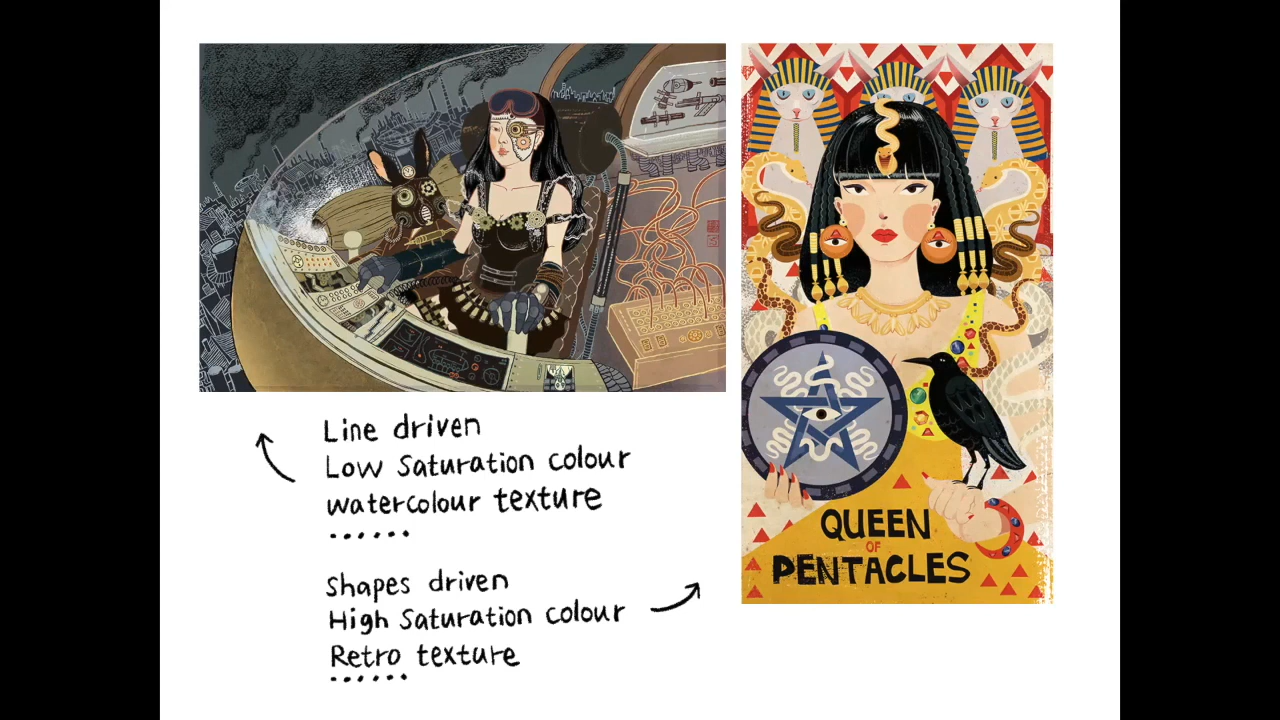 Line driven
Low Saturation colour
watercolour texture
......
Shapes driven
High Saturation colour
Retro texture
......
QUEEN
OF
PENTACLES